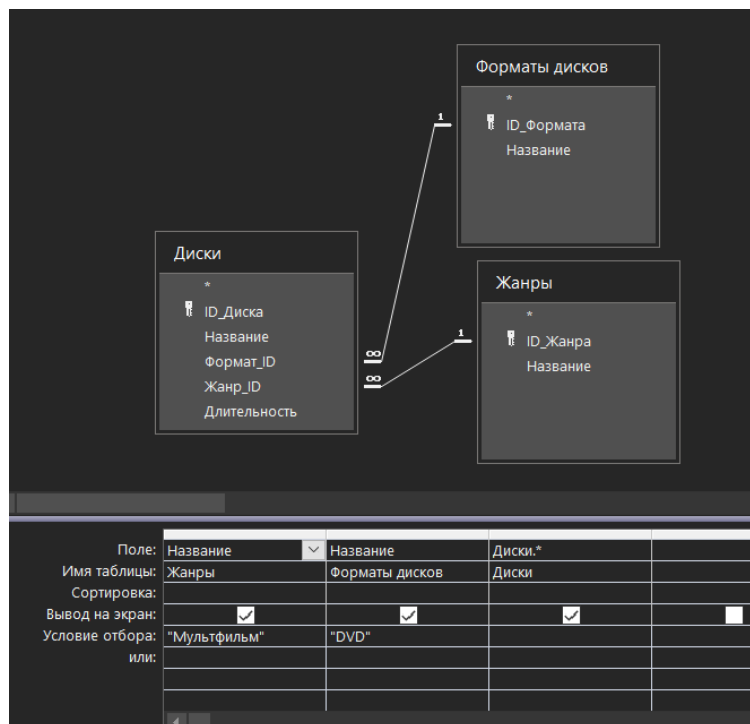 Форматы дисков
*
ID_Формата
Название
1
Диски
*
ID_Диска
Название
Формат_ID
Жанр_ID
Длительность
∞
∞
1
Жанры
*
ID_Жанра
Название
Поле: Название Название Диски.*
Имя таблицы: Жанры Форматы дисков Диски
Сортировка:
Вывод на экран:
Условие отбора: "Мультфильм" "DVD"
или: